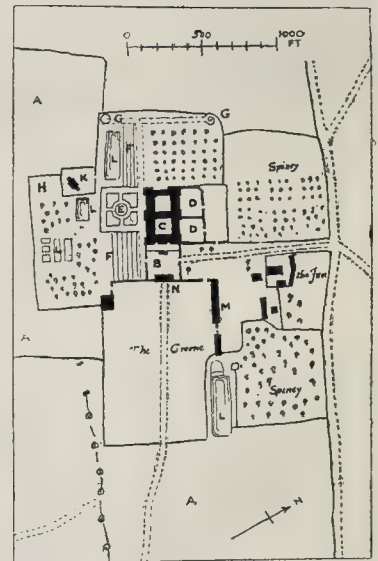 0 500 1000
FT
A
G G
F
L
Spiney
H K
L
E
D
C D
B
F
N
the Inn
M
A
The Greene
Spiney
L
A
N